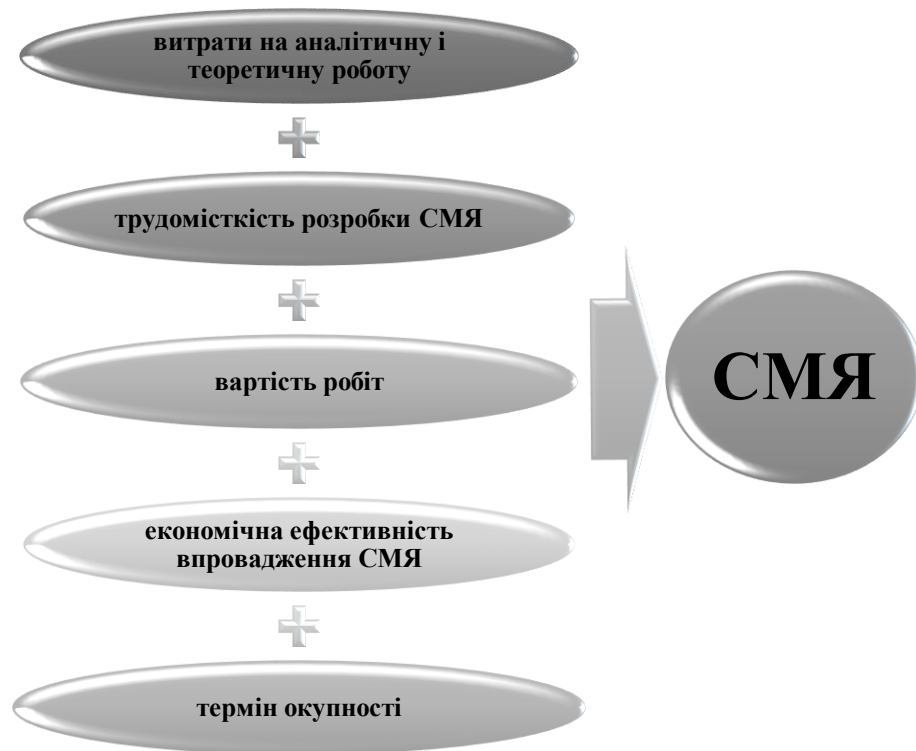 витрати на аналітичну і
теоретичну роботу
трудомісткість розробки СМЯ
вартість робіт
економічна ефективність
впровадження СМЯ
термін окупності
СМЯ